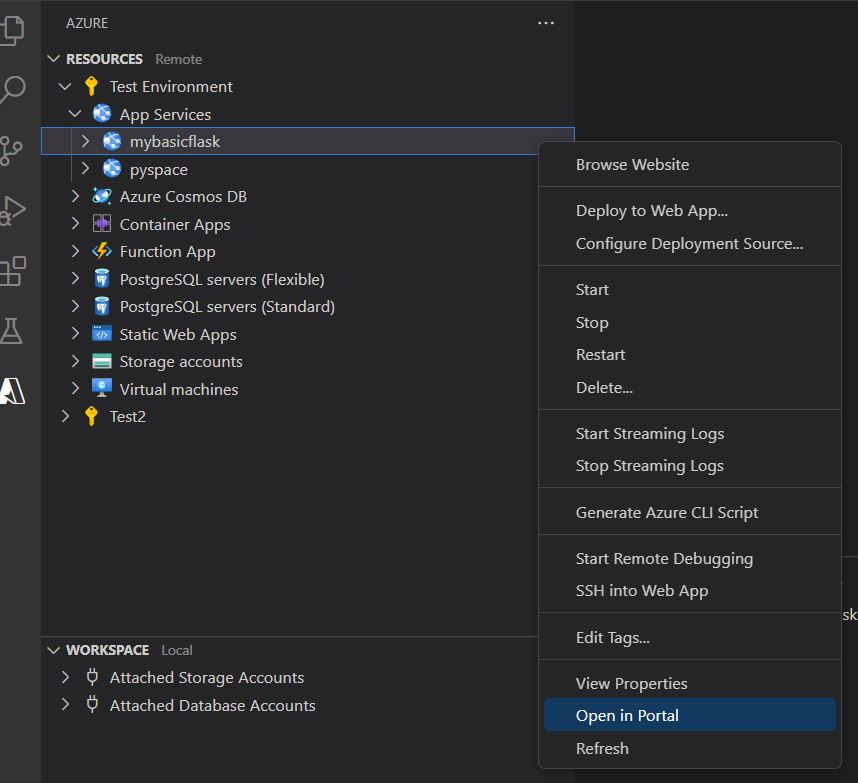 AZURE
RESOURCES Remote
Test Environment
App Services
mybasicflask
pyspace
Azure Cosmos DB
Container Apps
Function App
PostgreSQL servers (Flexible)
PostgreSQL servers (Standard)
Static Web Apps
Storage accounts
Virtual machines
Test2
WORKSPACE Local
Attached Storage Accounts
Attached Database Accounts
Browse Website
Deploy to Web App...
Configure Deployment Source...
Start
Stop
Restart
Delete...
Start Streaming Logs
Stop Streaming Logs
Generate Azure CLI Script
Start Remote Debugging
SSH into Web App
Edit Tags...
View Properties
Open in Portal
Refresh
sk